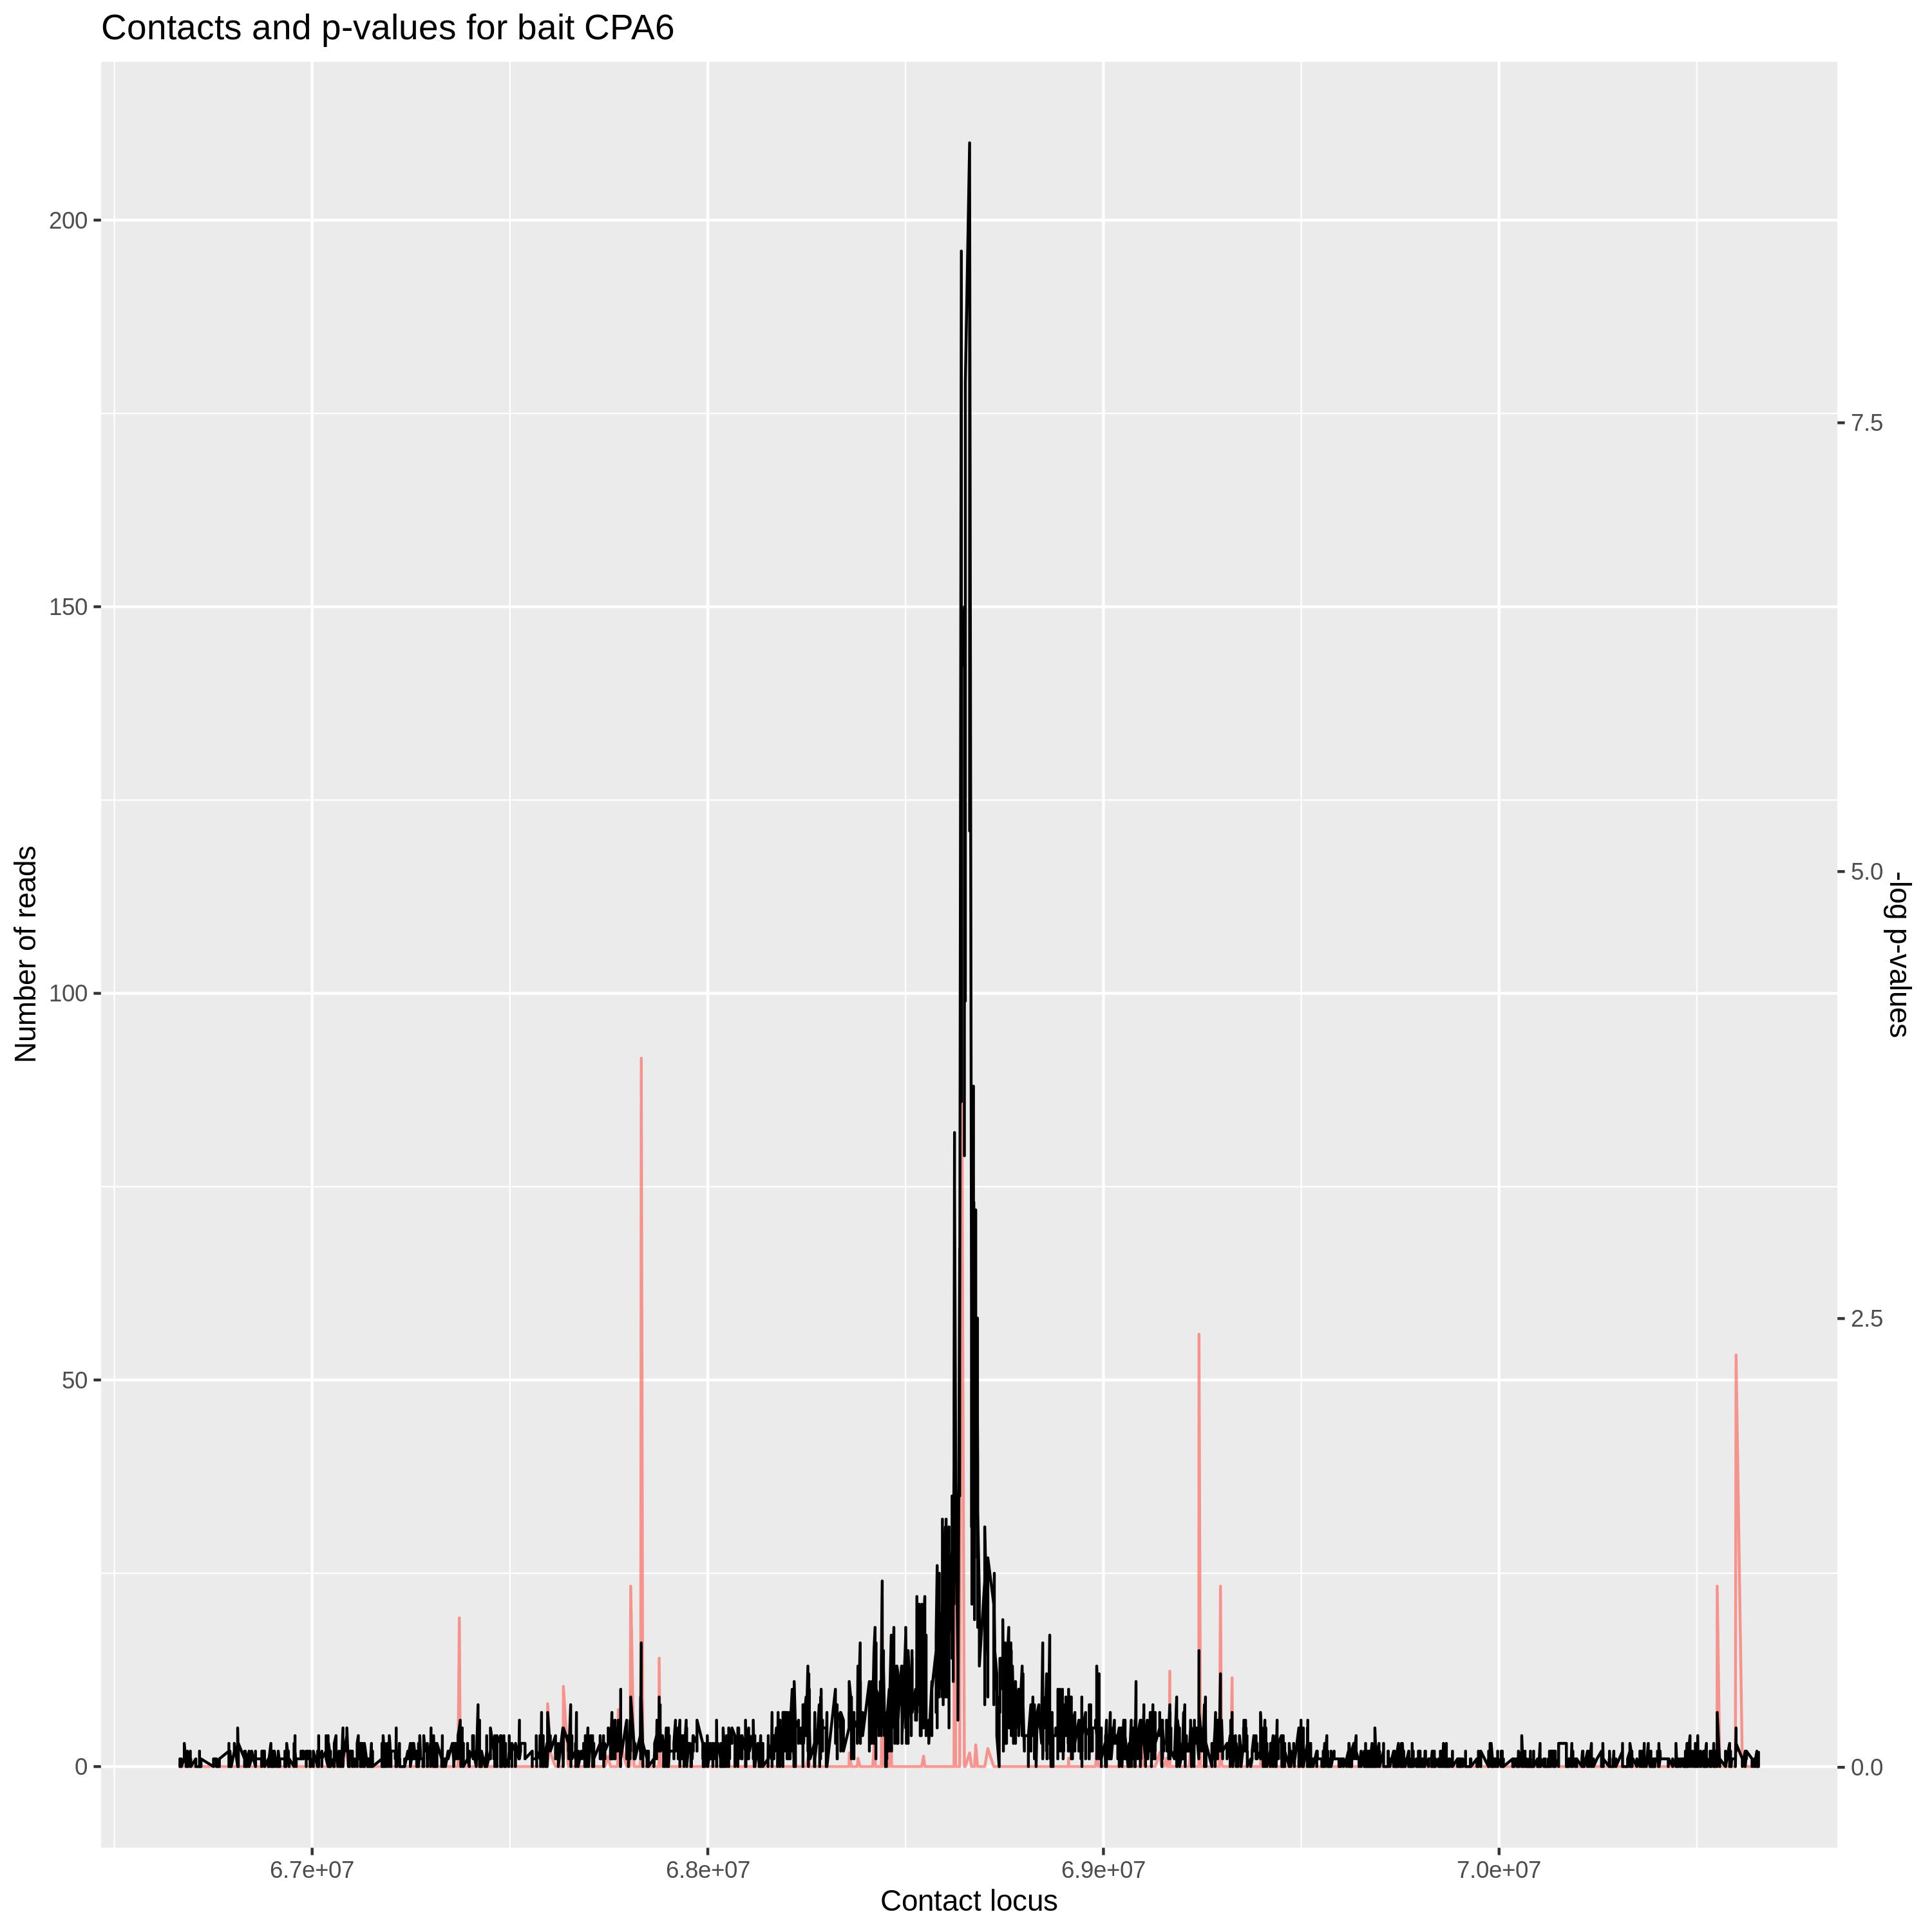 Contacts and p-values for bait CPA6
200
150
100
50
0
Number of reads
7.5
5.0
2.5
0.0
-log p-values
6.7e+07 6.8e+07 6.9e+07 7.0e+07
Contact locus